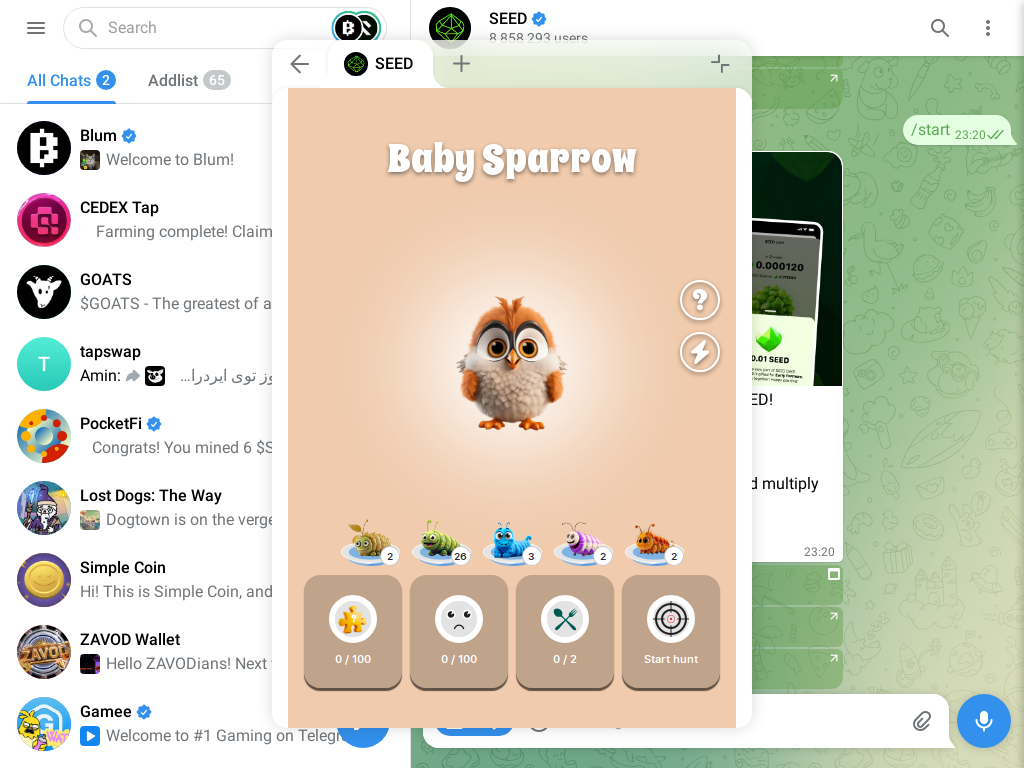 Search
All Chats 2
Addlist 65
Blum
Welcome to Blum!
CEDEX Tap
Farming complete! Claim
GOATS
$GOATS - The greatest of a
T
tapswap
Amin: وز توی ایردرا...
PocketFi
Congrats! You mined 6 $S
Lost Dogs: The Way
Dogtown is on the verge
Simple Coin
Hi! This is Simple Coin, and
ZAVOD Wallet
Hello ZAVODians! Next
Gamee
Welcome to #1 Gaming on Telegr
SEED
8 858 293 users
SEED
Baby Sparrow
?
2
26
3
2
2
0 / 100
0 / 100
0 / 2
Start hunt
/start 23:20
0.000120
0.01 SEED
ED!
d multiply
23:20